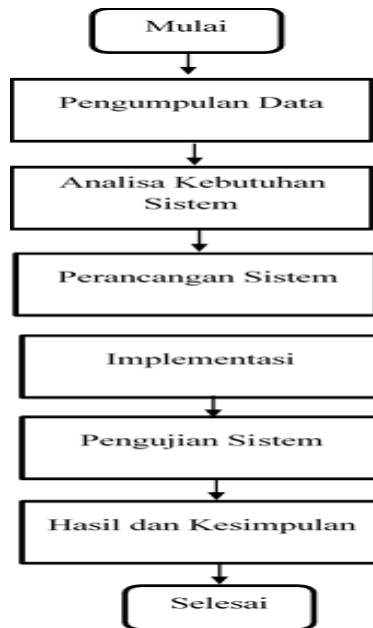 Mulai
Pengumpulan Data
Analisa Kebutuhan
Sistem
Perancangan Sistem
Implementasi
Pengujian Sistem
Hasil dan Kesimpulan
Selesai